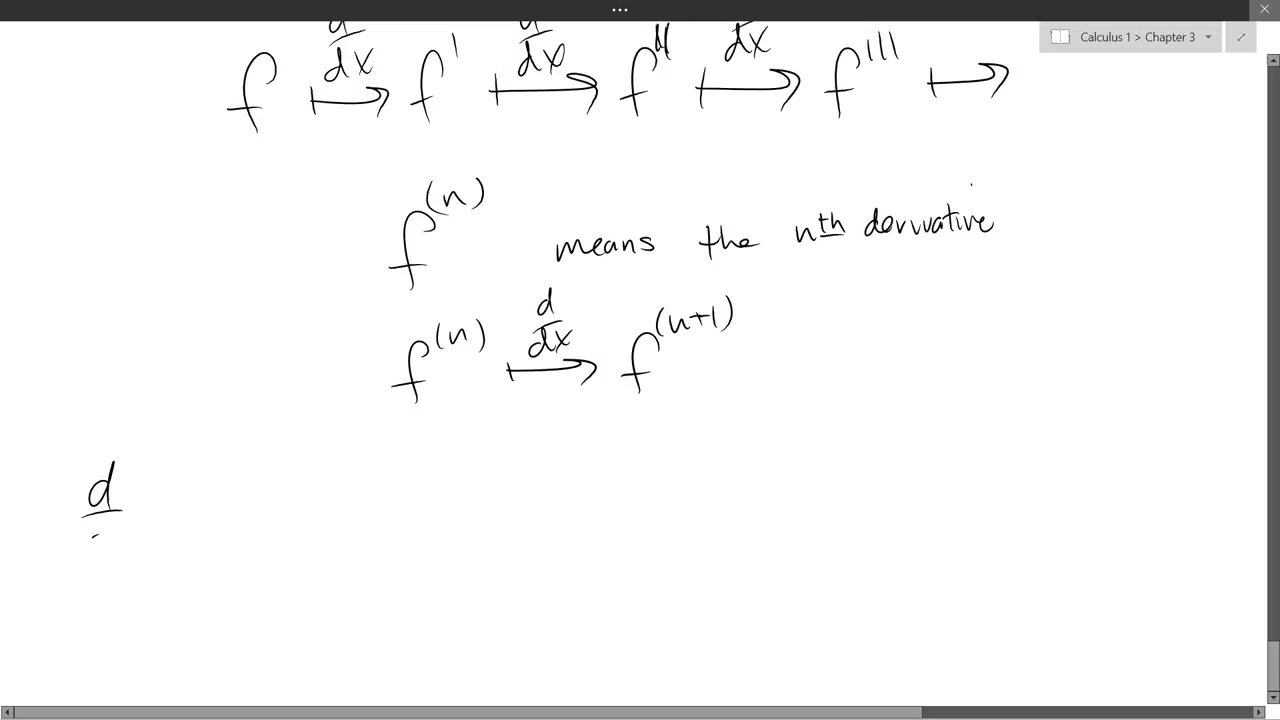 ...
Calculus 1 > Chapter 3
f d/dx ↦ f' d/dx ↦ f'' dx ↦ f''' ↦
f^(n) means the nth derivative
f^(n) d/dx ↦ f^(n+1)
d